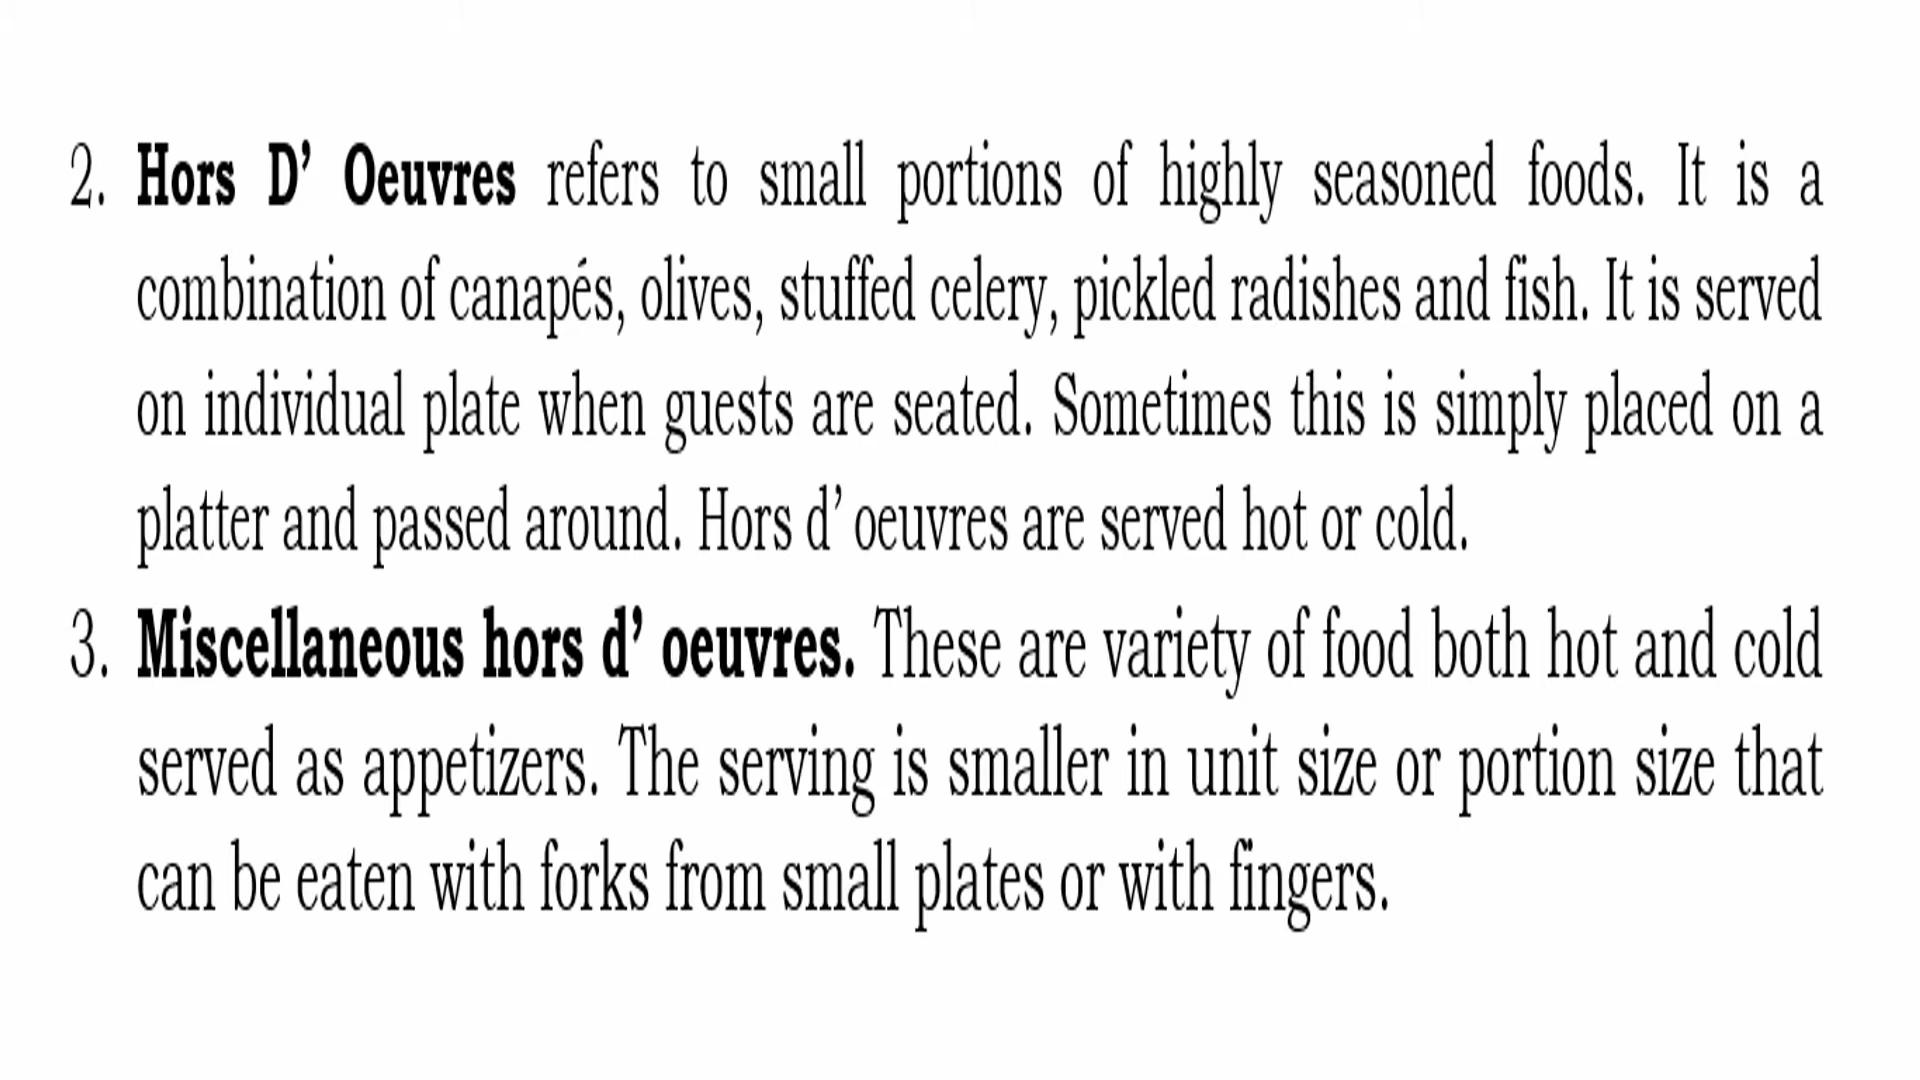 2. Hors D’ Oeuvres refers to small portions of highly seasoned foods. It is a
combination of canapés, olives, stuffed celery, pickled radishes and fish. It is served
on individual plate when guests are seated. Sometimes this is simply placed on a
platter and passed around. Hors d’ oeuvres are served hot or cold.
3. Miscellaneous hors d’ oeuvres. These are variety of food both hot and cold
served as appetizers. The serving is smaller in unit size or portion size that
can be eaten with forks from small plates or with fingers.